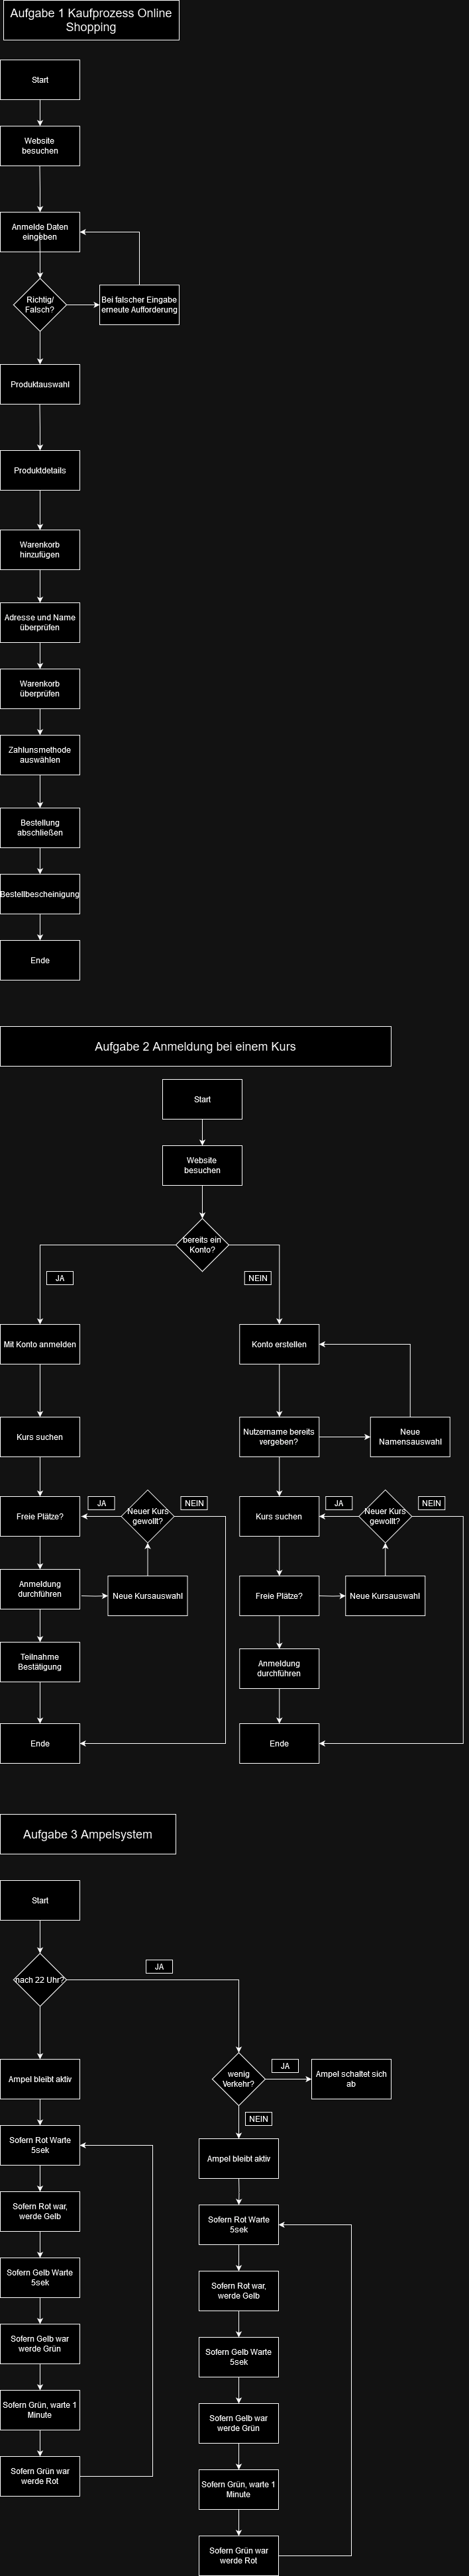 Aufgabe 1 Kaufprozess Online
Shopping
Start
Website
besuchen
Anmelde Daten
eingeben
Richtig/
Falsch?
Bei falscher Eingabe
erneute Aufforderung
Produktauswahl
Produktdetails
Warenkorb
hinzufügen
Adresse und Name
überprüfen
Warenkorb
überprüfen
Zahlunsmethode
auswählen
Bestellung
abschließen
Bestellbescheinigung
Ende
Aufgabe 2 Anmeldung bei einem Kurs
Start
Website
besuchen
bereits ein
Konto?
JA
NEIN
Mit Konto anmelden
Konto erstellen
Kurs suchen
Nutzername bereits
vergeben?
Neue
Namensauswahl
Freie Plätze?
JA
Neuer Kurs
gewollt?
NEIN
Kurs suchen
JA
Neuer Kurs
gewollt?
NEIN
Anmeldung
durchführen
Neue Kursauswahl
Freie Plätze?
Neue Kursauswahl
Teilnahme
Bestätigung
Anmeldung
durchführen
Ende
Ende
Aufgabe 3 Ampelsystem
Start
nach 22 Uhr?
JA
Ampel bleibt aktiv
wenig
Verkehr?
JA
Ampel schaltet sich
ab
NEIN
Sofern Rot Warte
5sek
Ampel bleibt aktiv
Sofern Rot war,
werde Gelb
Sofern Rot Warte
5sek
Sofern Gelb Warte
5sek
Sofern Rot war,
werde Gelb
Sofern Gelb war
werde Grün
Sofern Gelb Warte
5sek
Sofern Grün, warte 1
Minute
Sofern Gelb war
werde Grün
Sofern Grün war
werde Rot
Sofern Grün, warte 1
Minute
Sofern Grün war
werde Rot